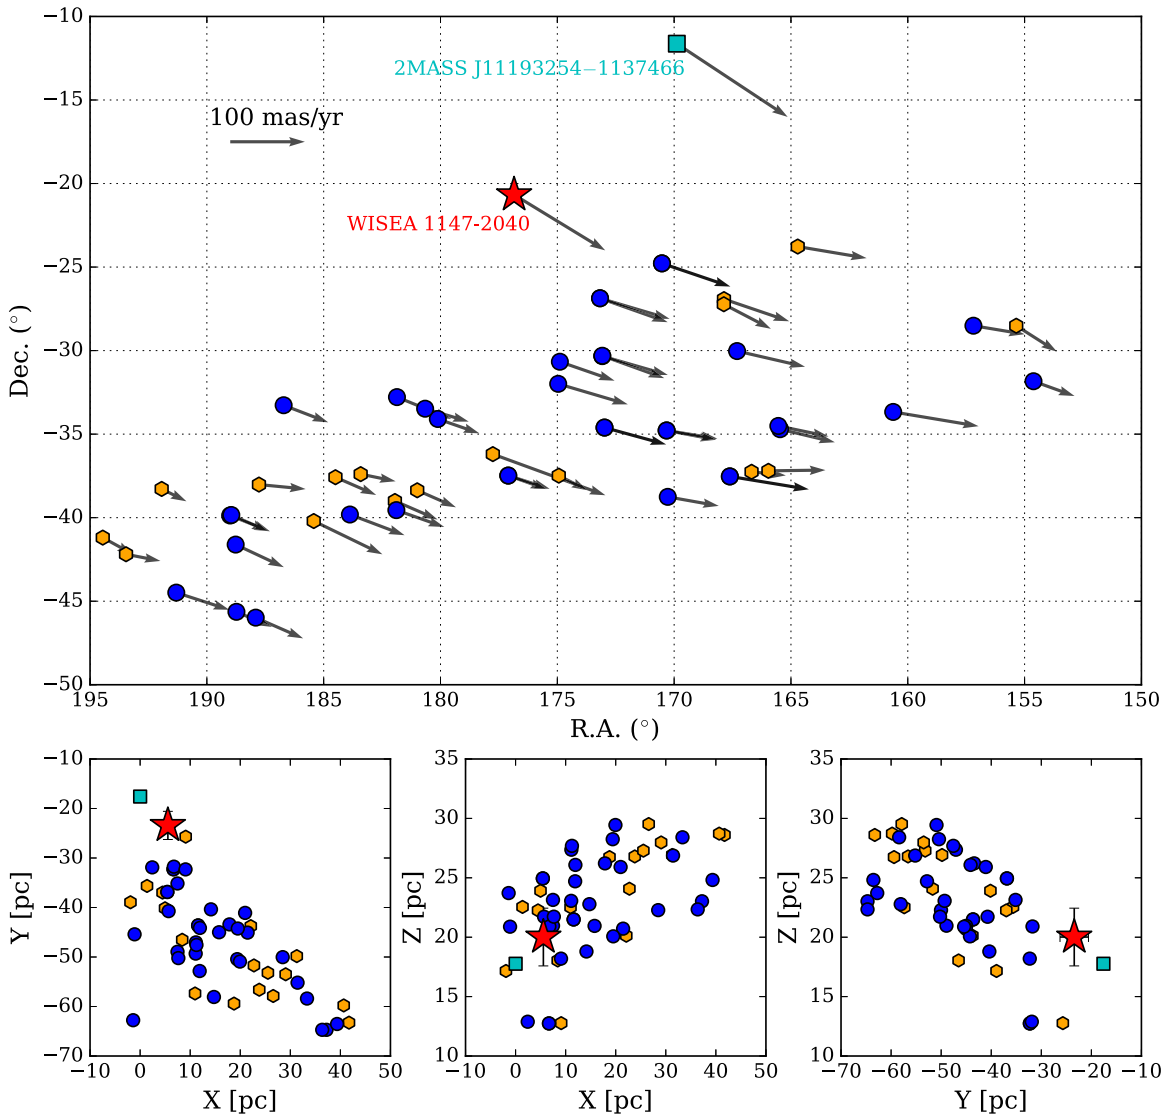 −10
2MASS J11193254−1137466
−15
100 mas/yr
−20
WISEA 1147-2040
−25
Dec. (°)
−30
−35
−40
−45
−50
195 190 185 180 175 170 165 160 155 150
R.A. (°)
−10
−20
−30
Y [pc]
−40
−50
−60
−70
−10 0 10 20 30 40 50
X [pc]
35
30
25
Z [pc]
20
15
10
−10 0 10 20 30 40 50
X [pc]
35
30
25
Z [pc]
20
15
10
−70 −60 −50 −40 −30 −20 −10
Y [pc]